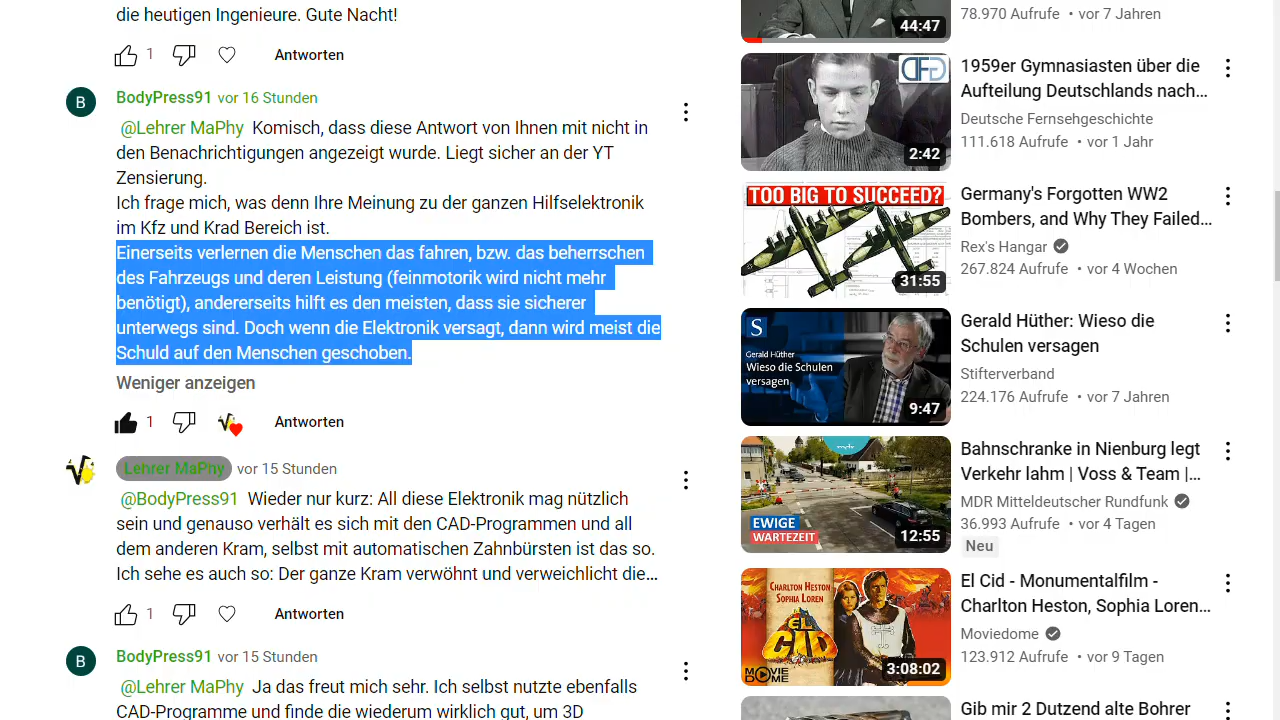 die heutigen Ingenieure. Gute Nacht!
1
Antworten
B
BodyPress91 vor 16 Stunden
@Lehrer MaPhy Komisch, dass diese Antwort von Ihnen mit nicht in
den Benachrichtigungen angezeigt wurde. Liegt sicher an der YT
Zensierung.
Ich frage mich, was denn Ihre Meinung zu der ganzen Hilfselektronik
im Kfz und Krad Bereich ist.
Einerseits verlernen die Menschen das fahren, bzw. das beherrschen
des Fahrzeugs und deren Leistung (feinmotorik wird nicht mehr
benötigt), andererseits hilft es den meisten, dass sie sicherer
unterwegs sind. Doch wenn die Elektronik versagt, dann wird meist die
Schuld auf den Menschen geschoben.
Weniger anzeigen
1
Antworten
Lehrer MaPhy vor 15 Stunden
@BodyPress91 Wieder nur kurz: All diese Elektronik mag nützlich
sein und genauso verhält es sich mit den CAD-Programmen und all
dem anderen Kram, selbst mit automatischen Zahnbürsten ist das so.
Ich sehe es auch so: Der ganze Kram verwöhnt und verweichlicht die...
1
Antworten
B
BodyPress91 vor 15 Stunden
@Lehrer MaPhy Ja das freut mich sehr. Ich selbst nutzte ebenfalls
CAD-Programme und finde die wiederum wirklich gut, um 3D
44:47
78.970 Aufrufe • vor 7 Jahren
DFG
2:42
1959er Gymnasiasten über die
Aufteilung Deutschlands nach...
Deutsche Fernsehgeschichte
111.618 Aufrufe • vor 1 Jahr
TOO BIG TO SUCCEED?
31:55
Germany's Forgotten WW2
Bombers, and Why They Failed...
Rex's Hangar
267.824 Aufrufe • vor 4 Wochen
S
Gerald Hüther
Wieso die Schulen
versagen
9:47
Gerald Hüther: Wieso die
Schulen versagen
Stifterverband
224.176 Aufrufe • vor 7 Jahren
EWIGE
WARTEZEIT
12:55
Bahnschranke in Nienburg legt
Verkehr lahm | Voss & Team |...
MDR Mitteldeutscher Rundfunk
36.993 Aufrufe • vor 4 Tagen
Neu
CHARLTON HESTON
SOPHIA LOREN
EL
CID
MOVIE
DOME
3:08:02
El Cid - Monumentalfilm -
Charlton Heston, Sophia Loren...
Moviedome
123.912 Aufrufe • vor 9 Tagen
Gib mir 2 Dutzend alte Bohrer